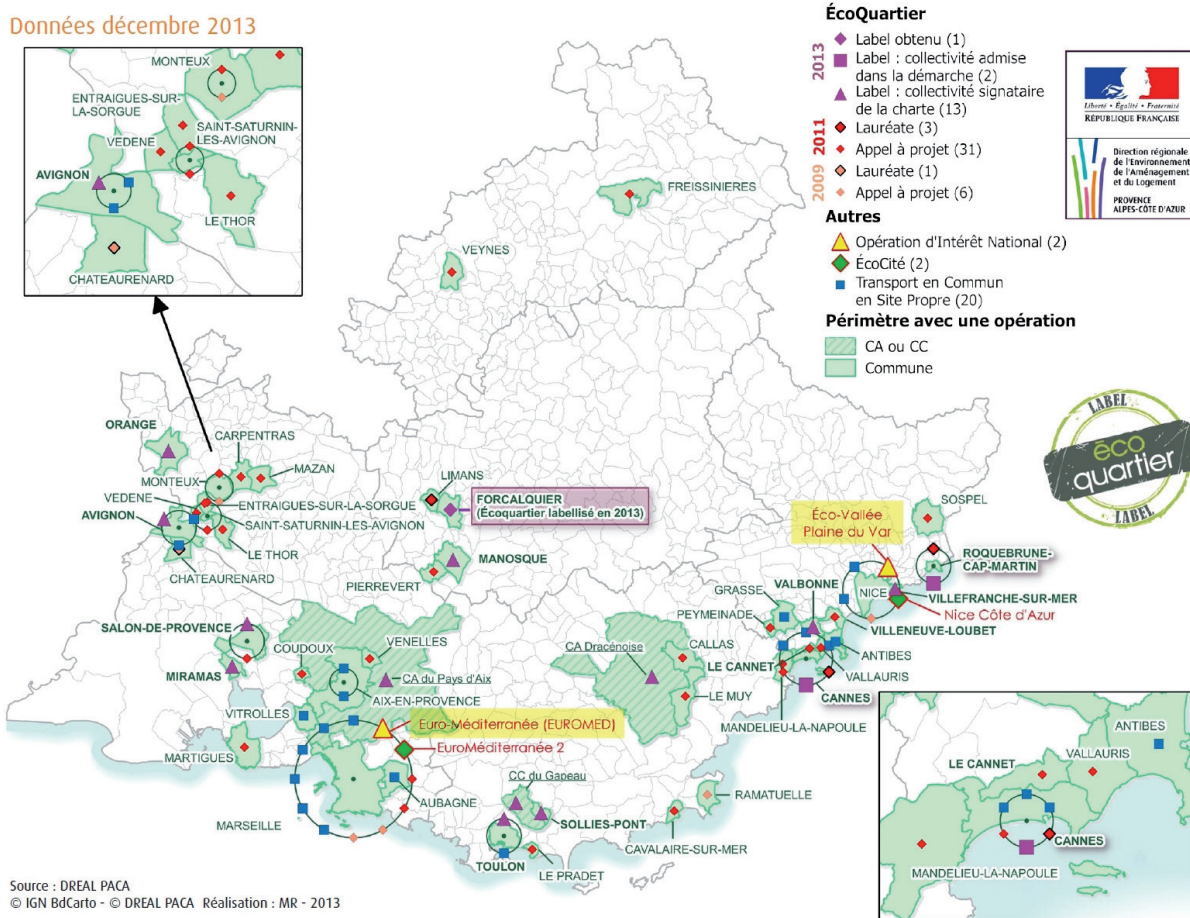 Données décembre 2013
MONTEUX
ENTRAIGUES-SUR-
LA-SORGUE
SAINT-SATURNIN-
LES-AVIGNON
VEDENE
AVIGNON
LE THOR
CHATEAURENARD
ÉcoQuartier
2013
Label obtenu (1)
Label : collectivité admise
dans la démarche (2)
Label : collectivité signataire
de la charte (13)
2011
Lauréate (3)
Appel à projet (31)
2009
Lauréate (1)
Appel à projet (6)
Autres
Opération d'Intérêt National (2)
ÉcoCité (2)
Transport en Commun
en Site Propre (20)
Périmètre avec une opération
CA ou CC
Commune
Liberté • Égalité • Fraternité
RÉPUBLIQUE FRANÇAISE
Direction régionale
de l'Environnement
de l'Aménagement
et du Logement
PROVENCE
ALPES-CÔTE D'AZUR
LABEL
éco
quartier
LABEL
FREISSINIERES
VEYNES
ORANGE
CARPENTRAS
MAZAN
MONTEUX
VEDENE
ENTRAIGUES-SUR-LA-SORGUE
AVIGNON
SAINT-SATURNIN-LES-AVIGNON
LE THOR
CHATEAURENARD
LIMANS
FORCALQUIER
(Écoquartier labellisé en 2013)
MANOSQUE
PIERREVERT
SOSPEL
Éco-Vallée
Plaine du Var
ROQUEBRUNE-
CAP-MARTIN
VALBONNE
GRASSE
NICE
VILLEFRANCHE-SUR-MER
PEYMEINADE
Nice Côte d'Azur
VILLENEUVE-LOUBET
ANTIBES
LE CANNET
VALLAURIS
CANNES
MANDELIEU-LA-NAPOULE
SALON-DE-PROVENCE
COUDOUX
VENELLES
MIRAMAS
CA du Pays d'Aix
AIX-EN-PROVENCE
VITROLLES
MARTIGUES
CA Dracénoise
CALLAS
LE MUY
Euro-Méditerranée (EUROMED)
EuroMéditerranée 2
AUBAGNE
MARSEILLE
CC du Gapeau
SOLLIES-PONT
TOULON
LE PRADET
RAMATUELLE
CAVALAIRE-SUR-MER
ANTIBES
VALLAURIS
LE CANNET
CANNES
MANDELIEU-LA-NAPOULE
Source : DREAL PACA
© IGN BdCarto - © DREAL PACA Réalisation : MR - 2013